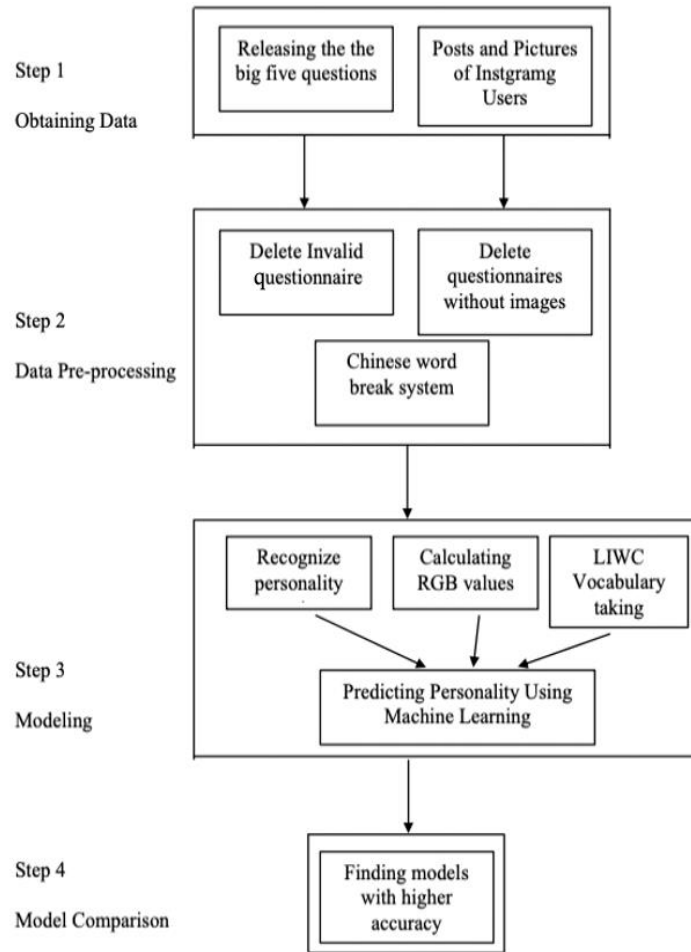 Step 1
Obtaining Data
Releasing the the
big five questions
Posts and Pictures
of Instgramg
Users
Step 2
Data Pre-processing
Delete Invalid
questionnaire
Delete
questionnaires
without images
Chinese word
break system
Step 3
Modeling
Recognize
personality
Calculating
RGB values
LIWC
Vocabulary
taking
Predicting Personality Using
Machine Learning
Step 4
Model Comparison
Finding models
with higher
accuracy